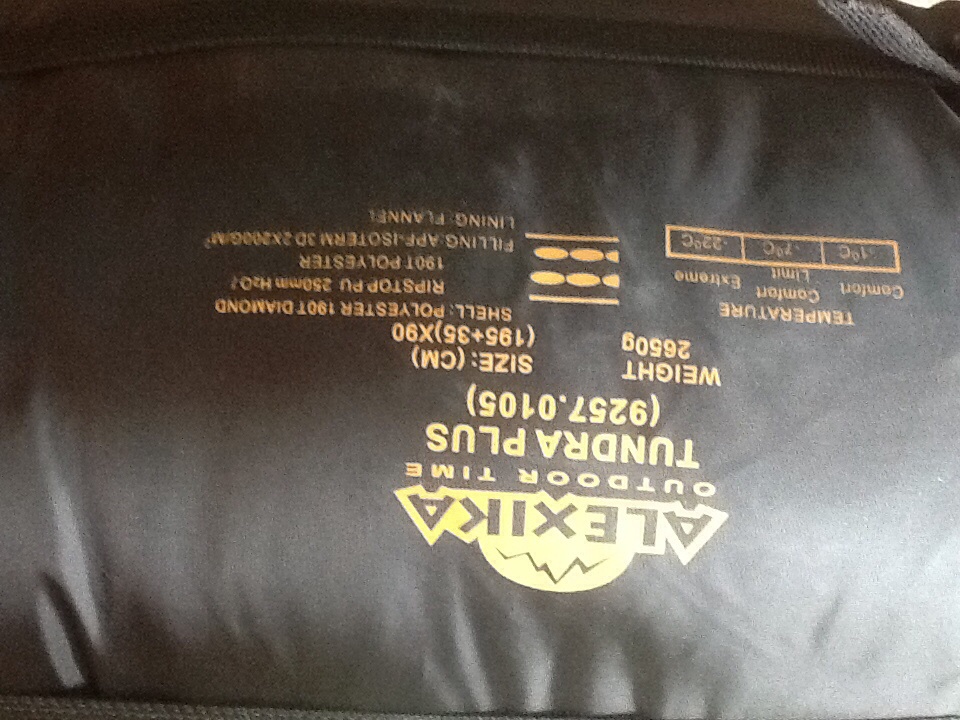 ALEXIKA
OUTDOOR TIME
TUNDRA PLUS
(9257.0105)
WEIGHT
2650g
SIZE: (CM)
(195+35)X90
TEMPERATURE
Comfort
Comfort Limit
Extreme
-1°C
-7°C
-22°C
SHELL: POLYESTER 190T DIAMOND
RIPSTOP PU 250mm H2O/
190T POLYESTER
FILLING: APF-ISOTERM 3D 2X200G/M²
LINING: FLANNEL